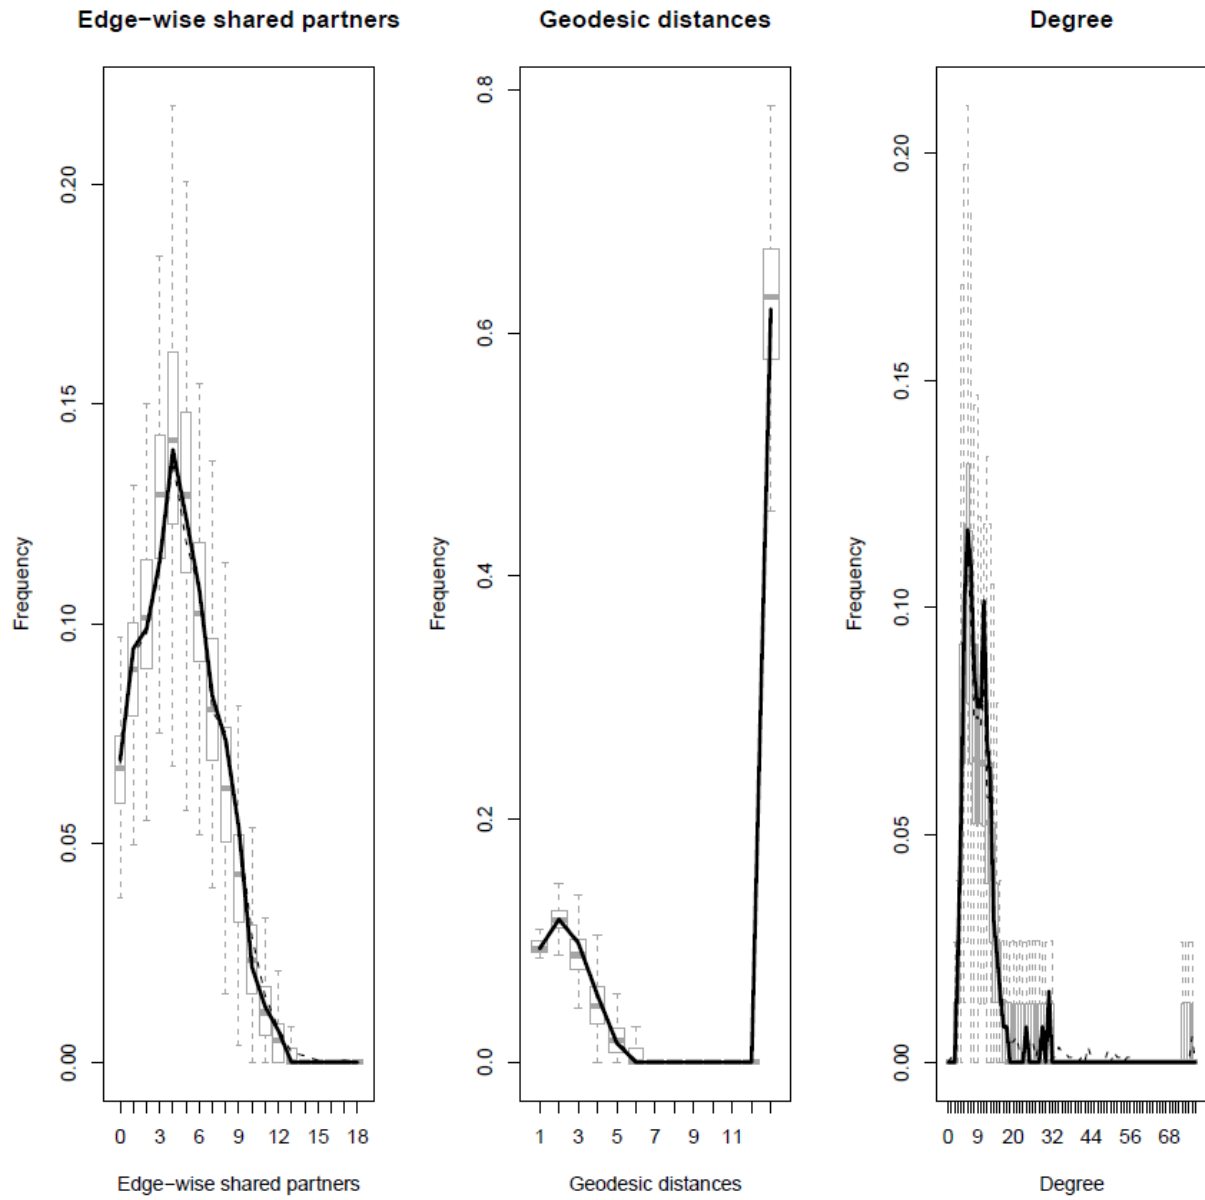 Edge−wise shared partners
Geodesic distances
Degree
Frequency
0.00 0.05 0.10 0.15 0.20
0 3 6 9 12 15 18
Edge−wise shared partners
Frequency
0.0 0.2 0.4 0.6 0.8
1 3 5 7 9 11
Geodesic distances
Frequency
0.00 0.05 0.10 0.15 0.20
0 9 20 32 44 56 68
Degree